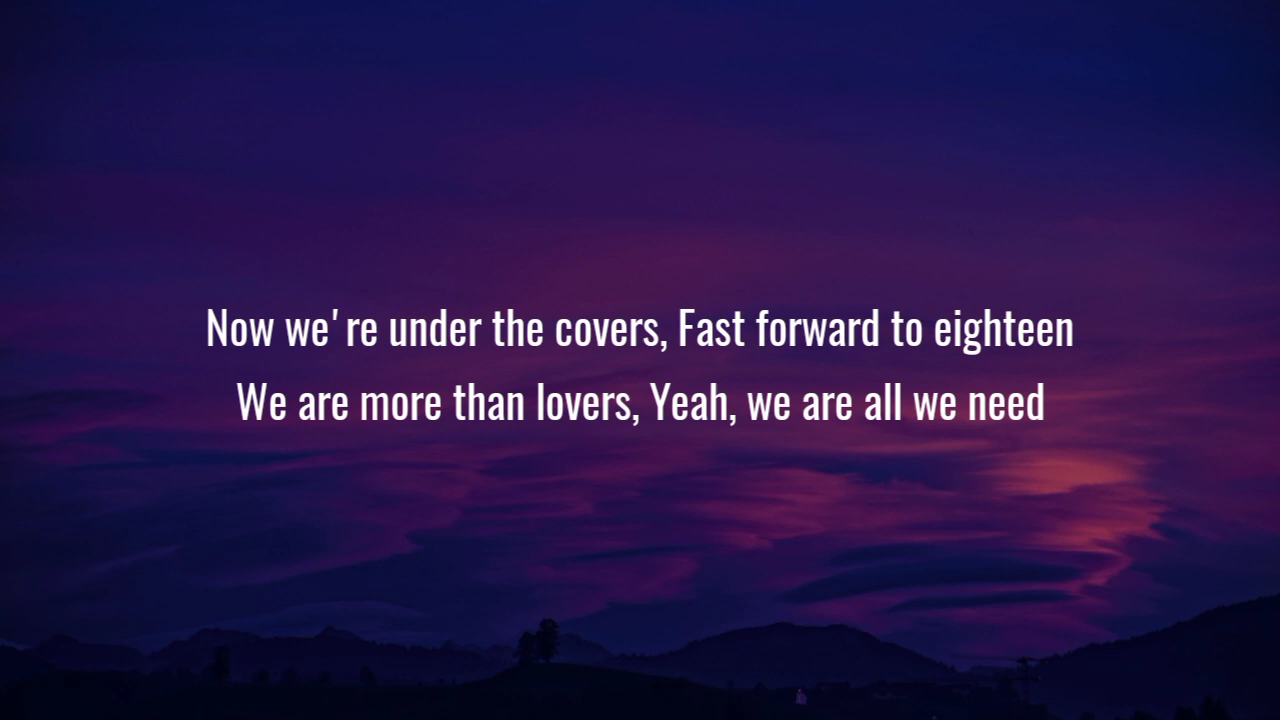 Now we're under the covers, Fast forward to eighteen
We are more than lovers, Yeah, we are all we need